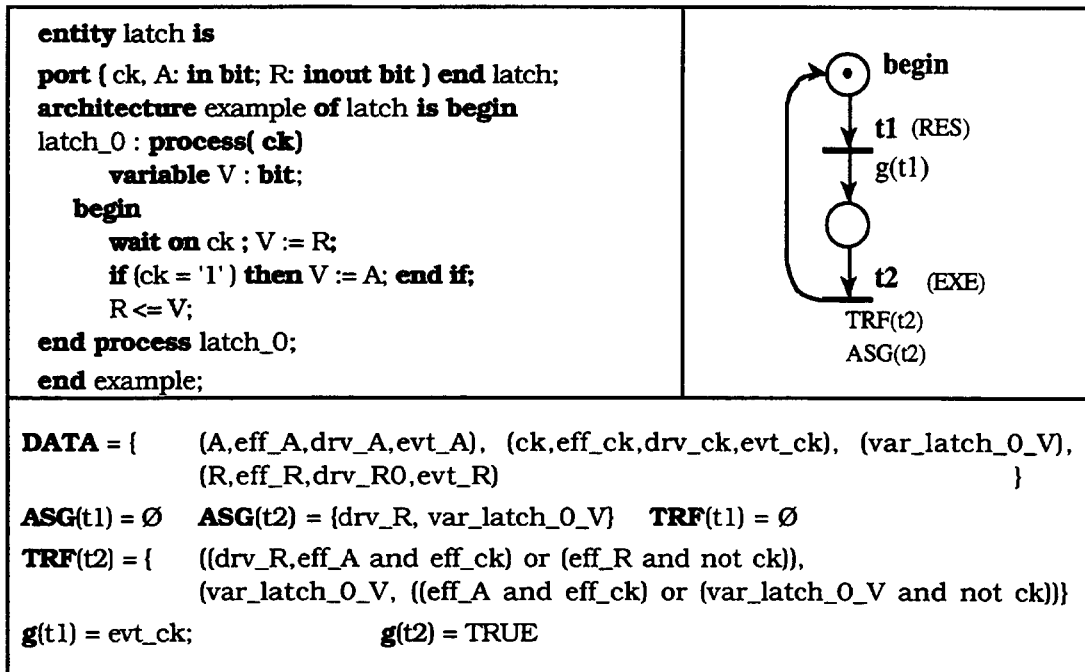 entity latch is
port ( ck, A: in bit; R: inout bit ) end latch;
architecture example of latch is begin
latch_0 : process( ck)
variable V : bit;
begin
wait on ck ; V := R;
if (ck = '1' ) then V := A; end if;
R <= V;
end process latch_0;
end example;
begin
t1 (RES)
g(t1)
t2 (EXE)
TRF(t2)
ASG(t2)
DATA = { (A,eff_A,drv_A,evt_A), (ck,eff_ck,drv_ck,evt_ck), (var_latch_0_V),
(R,eff_R,drv_R0,evt_R) }
ASG(t1) = Ø ASG(t2) = {drv_R, var_latch_0_V} TRF(t1) = Ø
TRF(t2) = { ((drv_R,eff_A and eff_ck) or (eff_R and not ck)),
(var_latch_0_V, ((eff_A and eff_ck) or (var_latch_0_V and not ck))}
g(t1) = evt_ck; g(t2) = TRUE